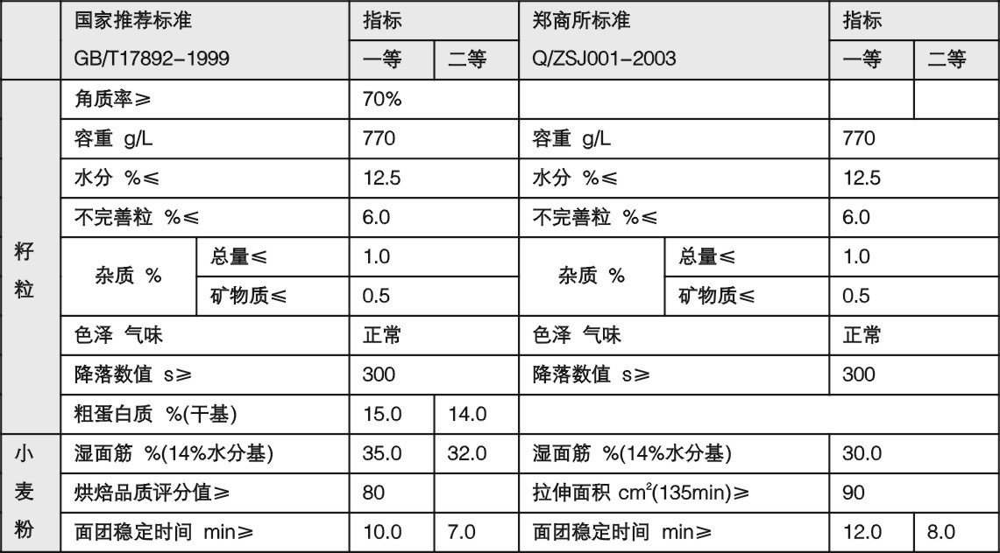 国家推荐标准 指标 郑商所标准 指标
GB/T17892-1999 一等 二等 Q/ZSJ001-2003 一等 二等
角质率≥ 70%
容重 g/L 770 容重 g/L 770
水分 %≤ 12.5 水分 %≤ 12.5
不完善粒 %≤ 6.0 不完善粒 %≤ 6.0
籽粒
杂质 % 总量≤ 1.0 杂质 % 总量≤ 1.0
矿物质≤ 0.5 矿物质≤ 0.5
色泽 气味 正常 色泽 气味 正常
降落数值 s≥ 300 降落数值 s≥ 300
粗蛋白质 %(干基) 15.0 14.0
小麦粉
湿面筋 %(14%水分基) 35.0 32.0 湿面筋 %(14%水分基) 30.0
烘焙品质评分值≥ 80 拉伸面积 cm²(135min)≥ 90
面团稳定时间 min≥ 10.0 7.0 面团稳定时间 min≥ 12.0 8.0